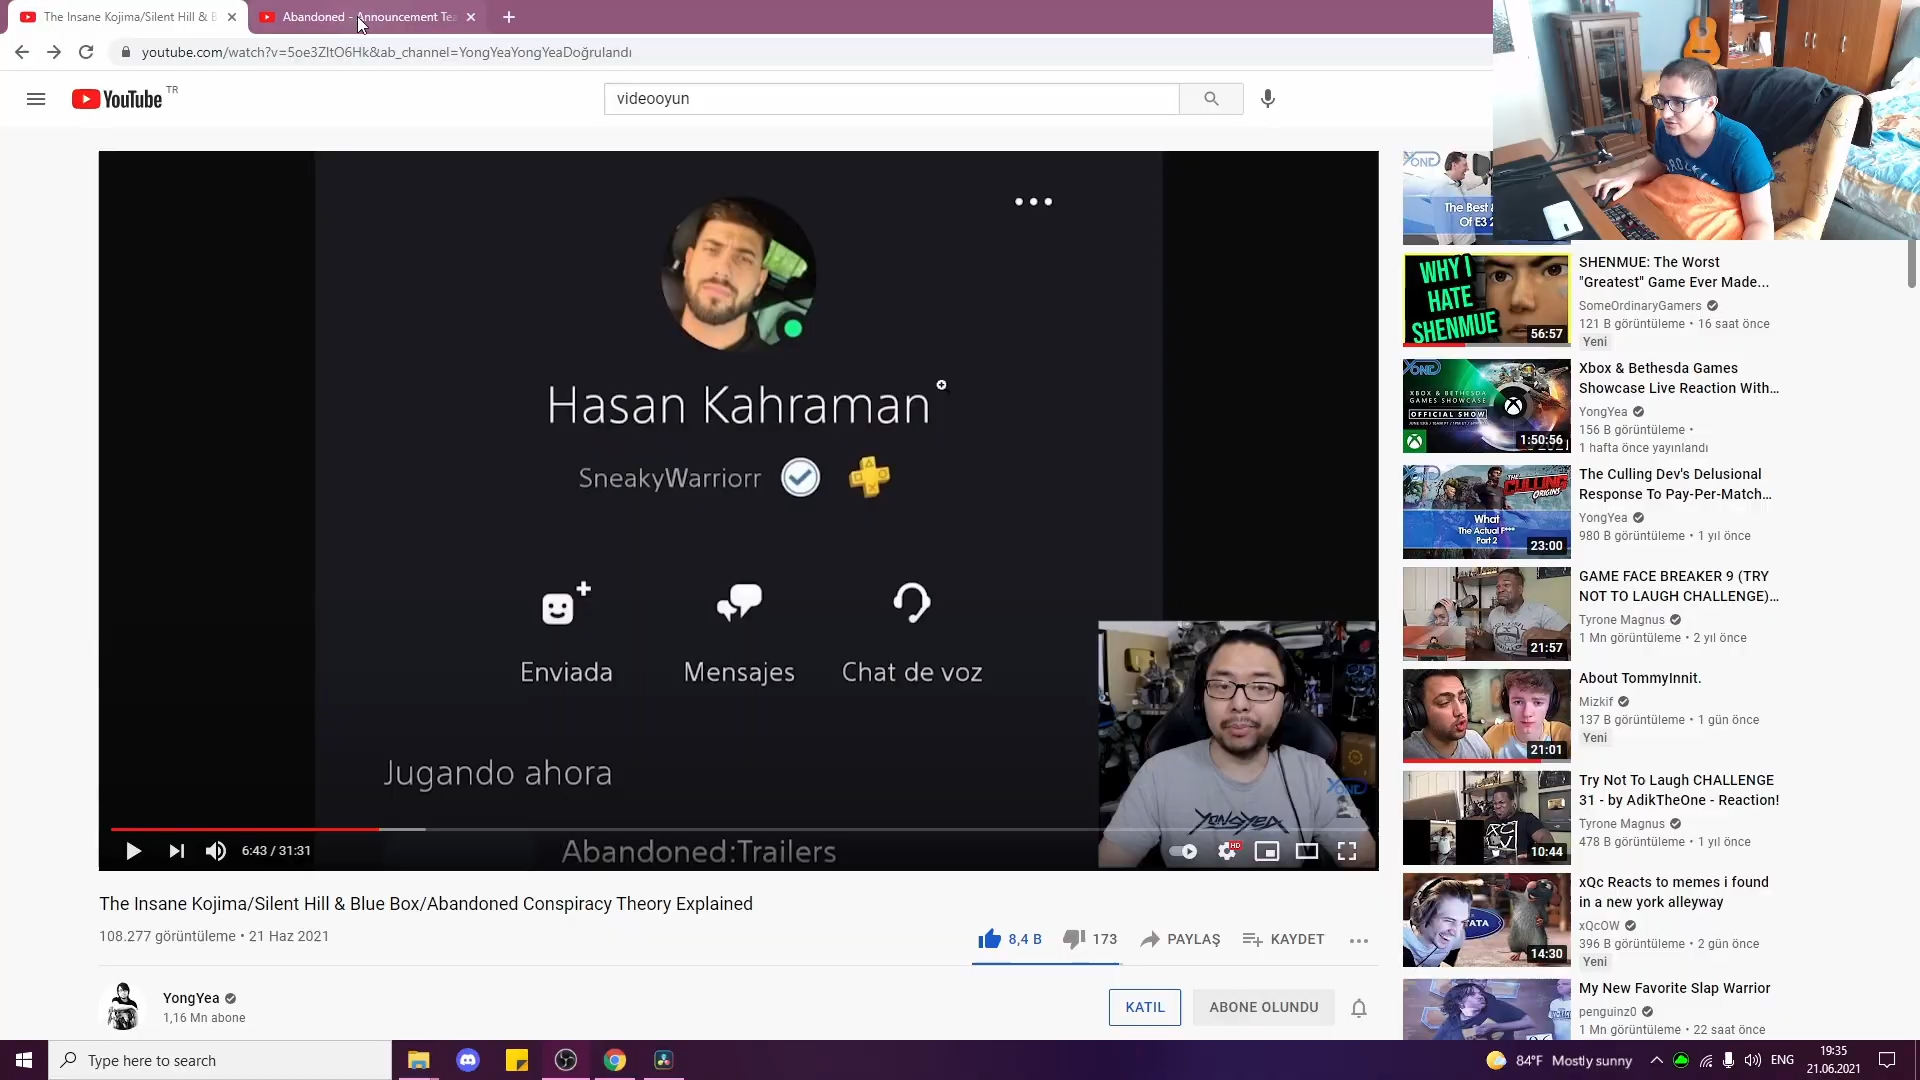 The Insane Kojima/Silent Hill & B
Abandoned - Announcement Tea
youtube.com/watch?v=5oe3ZItO6Hk&ab_channel=YongYeaYongYeaDoğrulandı
YouTube TR
videooyun
Hasan Kahraman
SneakyWarriorr
Enviada
Mensajes
Chat de voz
Jugando ahora
Abandoned:Trailers
YONGYEA
6:43 / 31:31
HD
The Insane Kojima/Silent Hill & Blue Box/Abandoned Conspiracy Theory Explained
108.277 görüntüleme • 21 Haz 2021
8,4 B
173
PAYLAŞ
KAYDET
YongYea
1,16 Mn abone
KATIL
ABONE OLUNDU
The Best &
Of E3 2
WHY I
HATE
SHENMUE
56:57
SHENMUE: The Worst
"Greatest" Game Ever Made...
SomeOrdinaryGamers
121 B görüntüleme • 16 saat önce
Yeni
XBOX & BETHESDA
GAMES SHOWCASE
OFFICIAL SHOW
1:50:56
Xbox & Bethesda Games
Showcase Live Reaction With...
YongYea
156 B görüntüleme •
1 hafta önce yayınlandı
THE CULLING
ORIGINS
What
The Actual F***
Part 2
23:00
The Culling Dev's Delusional
Response To Pay-Per-Match...
YongYea
980 B görüntüleme • 1 yıl önce
21:57
GAME FACE BREAKER 9 (TRY
NOT TO LAUGH CHALLENGE)...
Tyrone Magnus
1 Mn görüntüleme • 2 yıl önce
21:01
About TommyInnit.
Mizkif
137 B görüntüleme • 1 gün önce
Yeni
10:44
Try Not To Laugh CHALLENGE
31 - by AdikTheOne - Reaction!
Tyrone Magnus
478 B görüntüleme • 1 yıl önce
14:30
xQc Reacts to memes i found
in a new york alleyway
xQcOW
396 B görüntüleme • 2 gün önce
Yeni
My New Favorite Slap Warrior
penguinz0
1 Mn görüntüleme • 22 saat önce
Type here to search
84°F Mostly sunny
ENG
19:35
21.06.2021